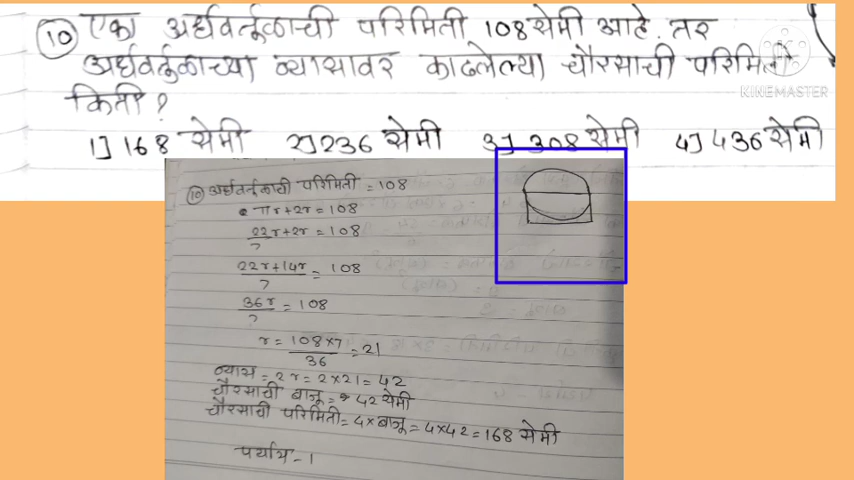 ⑩ एका अर्धवर्तुळाची परिमिती 108 सेमी आहे. तर
अर्धवर्तुळाच्या व्यासावर काढलेल्या चौरसाची परिमिती
किती?
1] 168 सेमी 2] 236 सेमी 3] 308 सेमी 4] 436 सेमी
KINEMASTER
⑩ अर्धवर्तुळाची परिमिती = 108
πr + 2r = 108
22r/7 + 2r = 108
22r + 14r/7 = 108
36r/7 = 108
r = 108 × 7/36 = 21
व्यास = 2r = 2 × 21 = 42
चौरसाची बाजू = 42 सेमी
चौरसाची परिमिती = 4 × बाजू = 4 × 42 = 168 सेमी
पर्याय - 1